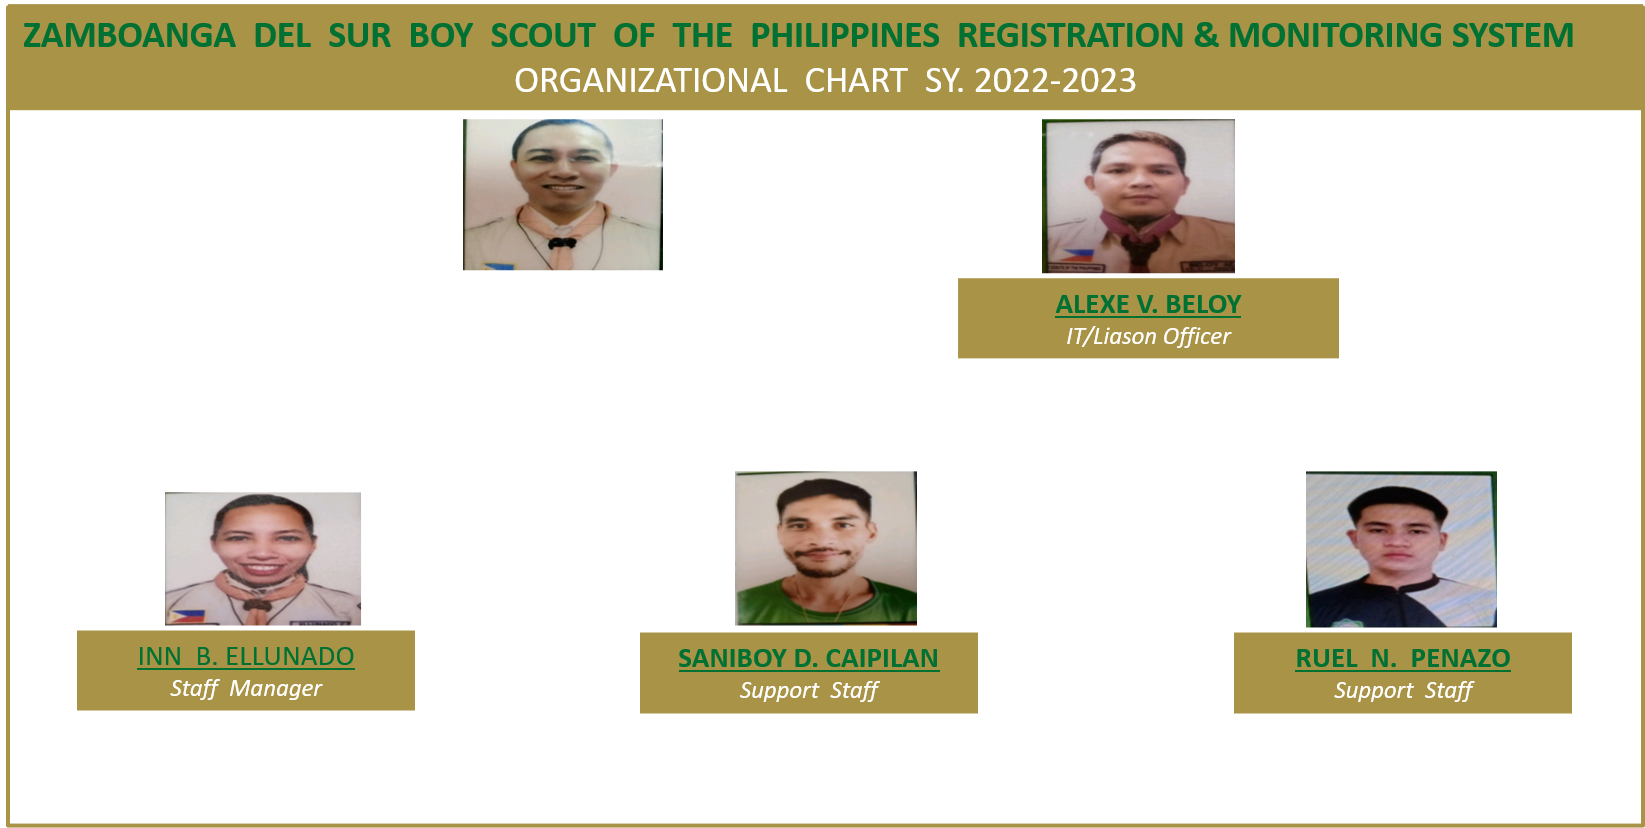 ZAMBOANGA DEL SUR BOY SCOUT OF THE PHILIPPINES REGISTRATION & MONITORING SYSTEM
ORGANIZATIONAL CHART SY. 2022-2023
ALEXE V. BELOY
IT/Liason Officer
INN B. ELLUNADO
Staff Manager
SANIBOY D. CAIPILAN
Support Staff
RUEL N. PENAZO
Support Staff